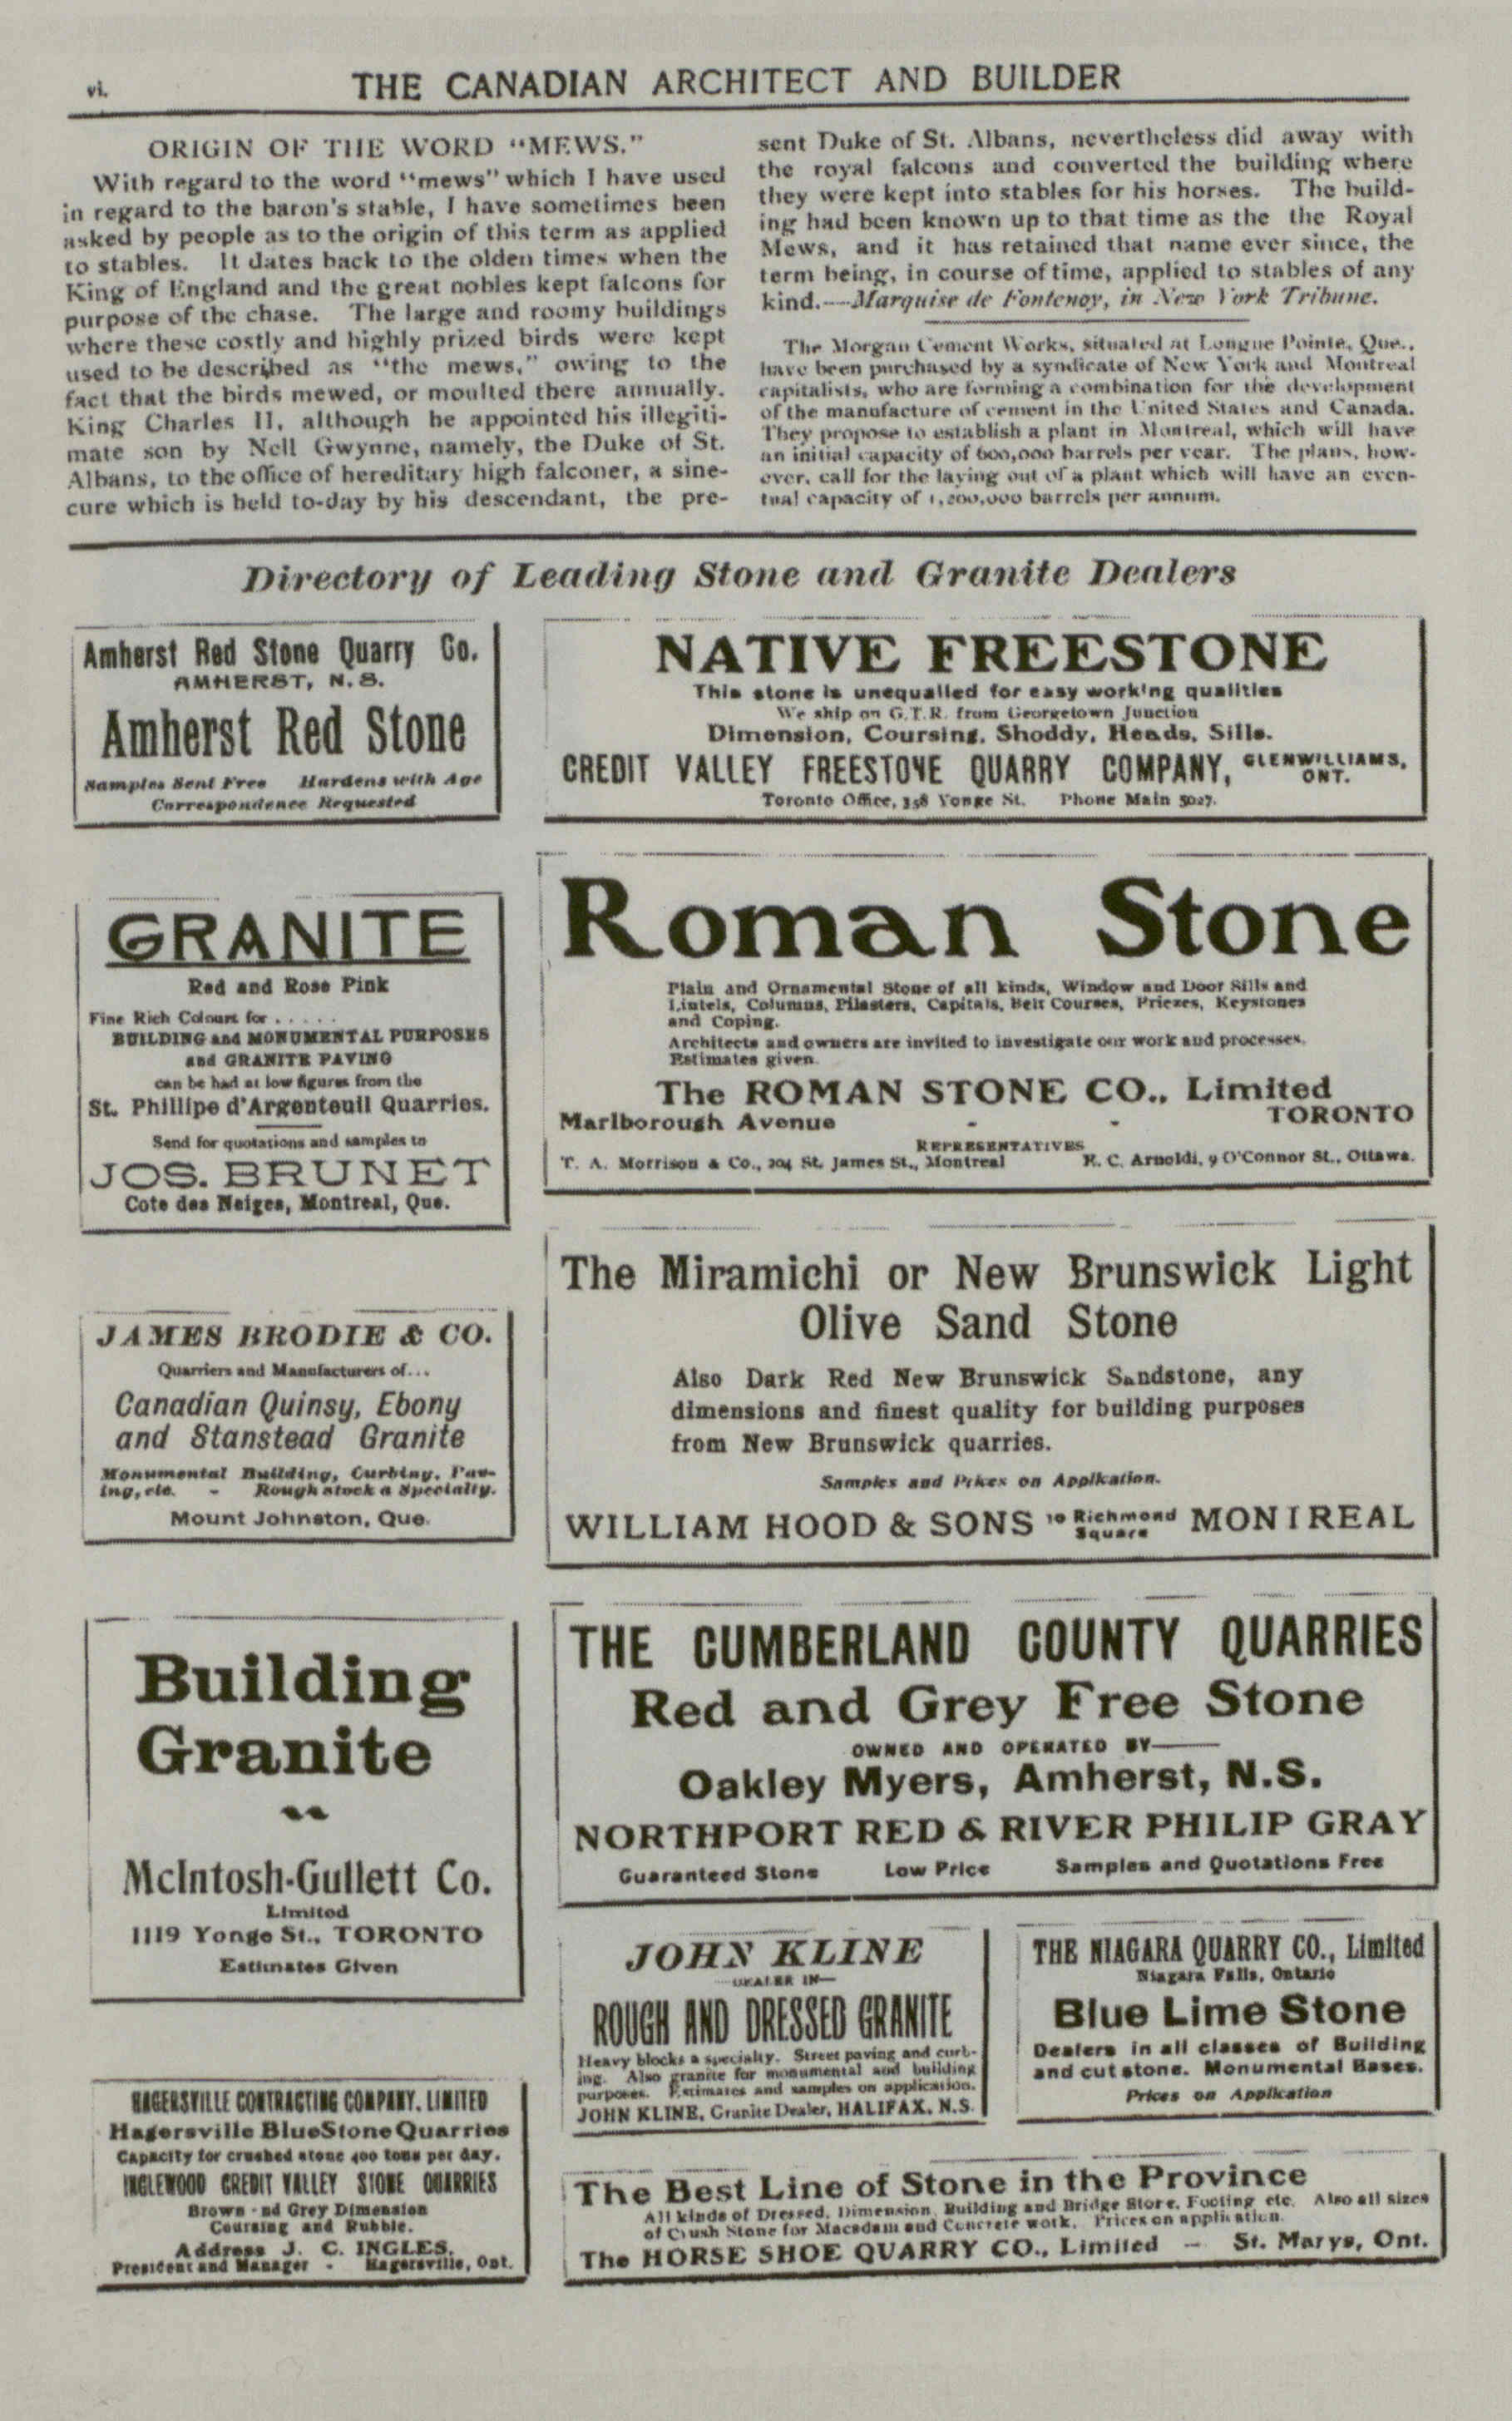 vi.
THE CANADIAN ARCHITECT AND BUILDER
ORIGIN OF THE WORD "MEWS."
With regard to the word "mews" which I have used
in regard to the baron's stable, I have sometimes been
asked by people as to the origin of this term as applied
to stables. It dates back to the olden times when the
King of England and the great nobles kept falcons for
purpose of the chase. The large and roomy buildings
where these costly and highly prized birds were kept
used to be described as "the mews," owing to the
fact that the birds mewed, or moulted there annually.
King Charles II, although he appointed his illegiti-
mate son by Nell Gwynne, namely, the Duke of St.
Albans, to the office of hereditary high falconer, a sine-
cure which is held to-day by his descendant, the pre-
sent Duke of St. Albans, nevertheless did away with
the royal falcons and converted the building where
they were kept into stables for his horses. The build-
ing had been known up to that time as the the Royal
Mews, and it has retained that name ever since, the
term being, in course of time, applied to stables of any
kind.—Marquise de Fontenoy, in New York Tribune.
The Morgan Cement Works, situated at Longue Pointe, Que.,
have been purchased by a syndicate of New York and Montreal
capitalists, who are forming a combination for the development
of the manufacture of cement in the United States and Canada.
They propose to establish a plant in Montreal, which will have
an initial capacity of 600,000 barrels per year. The plans, how-
ever, call for the laying out of a plant which will have an even-
tual capacity of 1,200,000 barrels per annum.
Directory of Leading Stone and Granite Dealers
Amherst Red Stone Quarry Co.
AMHERST, N. S.
Amherst Red Stone
Samples Sent Free Hardens with Age
Correspondence Requested
NATIVE FREESTONE
This stone is unequalled for easy working qualities
We ship on G.T.R. from Georgetown Junction
Dimension, Coursing, Shoddy, Heads, Sills.
CREDIT VALLEY FREESTONE QUARRY COMPANY, GLENWILLIAMS, ONT.
Toronto Office, 358 Yonge St. Phone Main 5027.
GRANITE
Red and Rose Pink
Fine Rich Colours for . . . . .
BUILDING and MONUMENTAL PURPOSES
and GRANITE PAVING
can be had at low figures from the
St. Phillipe d'Argenteuil Quarries.
Send for quotations and samples to
JOS. BRUNET
Cote des Neiges, Montreal, Que.
Roman Stone
Plain and Ornamental Stone of all kinds, Window and Door Sills and
Lintels, Columns, Pilasters, Capitals, Belt Courses, Friezes, Keystones
and Coping.
Architects and owners are invited to investigate our work and processes.
Estimates given.
The ROMAN STONE CO., Limited
Marlborough Avenue - - TORONTO
REPRESENTATIVES
T. A. Morrison & Co., 204 St. James St., Montreal R. C. Arnoldi, 9 O'Connor St., Ottawa.
JAMES BRODIE & CO.
Quarriers and Manufacturers of...
Canadian Quinsy, Ebony
and Stanstead Granite
Monumental Building, Curbing, Pav-
ing, etc. - Rough stock a Specialty.
Mount Johnston, Que.
The Miramichi or New Brunswick Light
Olive Sand Stone
Also Dark Red New Brunswick Sandstone, any
dimensions and finest quality for building purposes
from New Brunswick quarries.
Samples and Prices on Application.
WILLIAM HOOD & SONS 10 Richmond Square MONTREAL
Building
Granite
McIntosh-Gullett Co.
Limited
1119 Yonge St., TORONTO
Estimates Given
THE CUMBERLAND COUNTY QUARRIES
Red and Grey Free Stone
OWNED AND OPERATED BY—
Oakley Myers, Amherst, N.S.
NORTHPORT RED & RIVER PHILIP GRAY
Guaranteed Stone Low Price Samples and Quotations Free
JOHN KLINE
DEALER IN—
ROUGH AND DRESSED GRANITE
Heavy blocks a specialty. Street paving and curb-
ing. Also granite for monumental and building
purposes. Estimates and samples on application.
JOHN KLINE, Granite Dealer, HALIFAX, N.S.
THE NIAGARA QUARRY CO., Limited
Niagara Falls, Ontario
Blue Lime Stone
Dealers in all classes of Building
and cut stone. Monumental Bases.
Prices on Application
HAGERSVILLE CONTRACTING COMPANY, LIMITED
Hagersville Blue Stone Quarries
Capacity for crushed stone 400 tons per day.
INGLEWOOD CREDIT VALLEY STONE QUARRIES
Brown and Grey Dimension
Coursing and Rubble.
Address J. C. INGLES,
President and Manager - Hagersville, Ont.
The Best Line of Stone in the Province
All kinds of Dressed, Dimension, Building and Bridge Store, Footing etc. Also all sizes
of Crush Stone for Macadam and Concrete work. Prices on application.
The HORSE SHOE QUARRY CO., Limited - St. Marys, Ont.